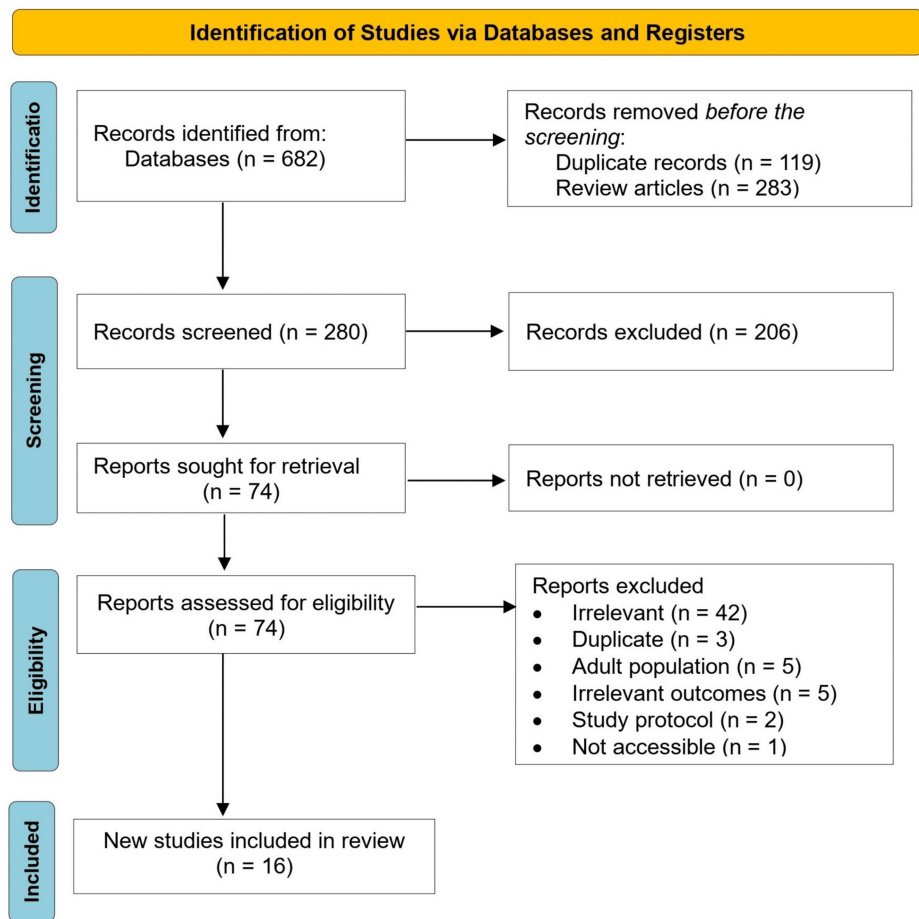 Identification of Studies via Databases and Registers
Identificatio
Records identified from:
Databases (n = 682)
Records removed before the
screening:
Duplicate records (n = 119)
Review articles (n = 283)
Screening
Records screened (n = 280)
Records excluded (n = 206)
Reports sought for retrieval
(n = 74)
Reports not retrieved (n = 0)
Eligibility
Reports assessed for eligibility
(n = 74)
Reports excluded
• Irrelevant (n = 42)
• Duplicate (n = 3)
• Adult population (n = 5)
• Irrelevant outcomes (n = 5)
• Study protocol (n = 2)
• Not accessible (n = 1)
Included
New studies included in review
(n = 16)